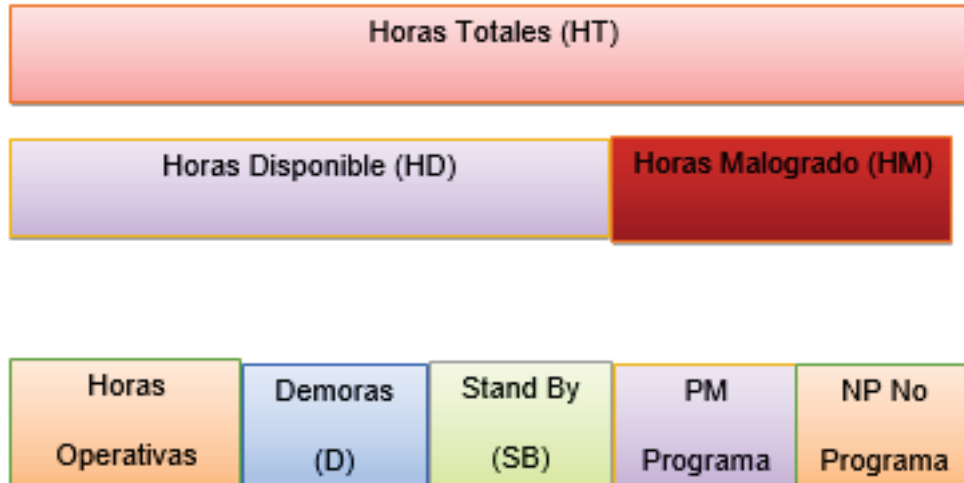 Horas Totales (HT)
Horas Disponible (HD)
Horas Malogrado (HM)
Horas
Operativas
Demoras
(D)
Stand By
(SB)
PM
Programa
NP No
Programa